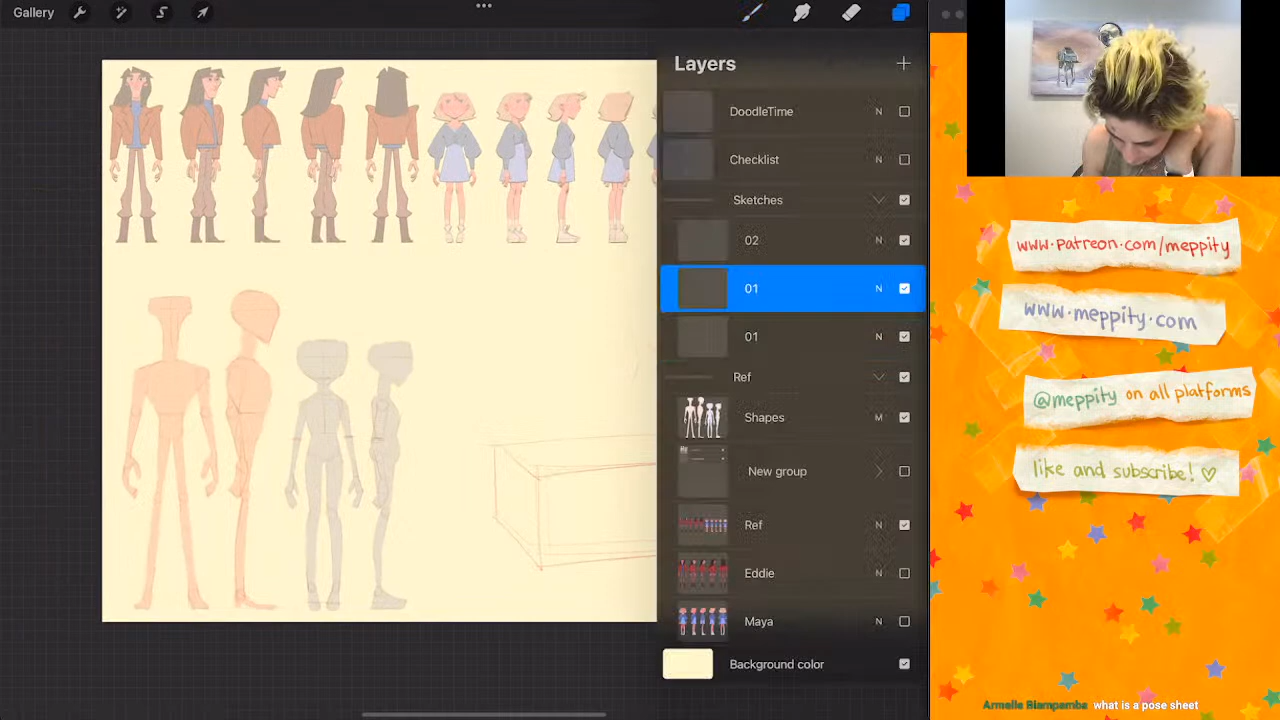 Gallery
Layers
DoodleTime N
Checklist N
Sketches
02 N
01 N
01 N
Ref
Shapes M
New group
Ref N
Eddie N
Maya N
Background color
www.patreon.com/meppity
www.meppity.com
@meppity on all platforms
like and subscribe! ♡
Armelle Biampamba what is a pose sheet